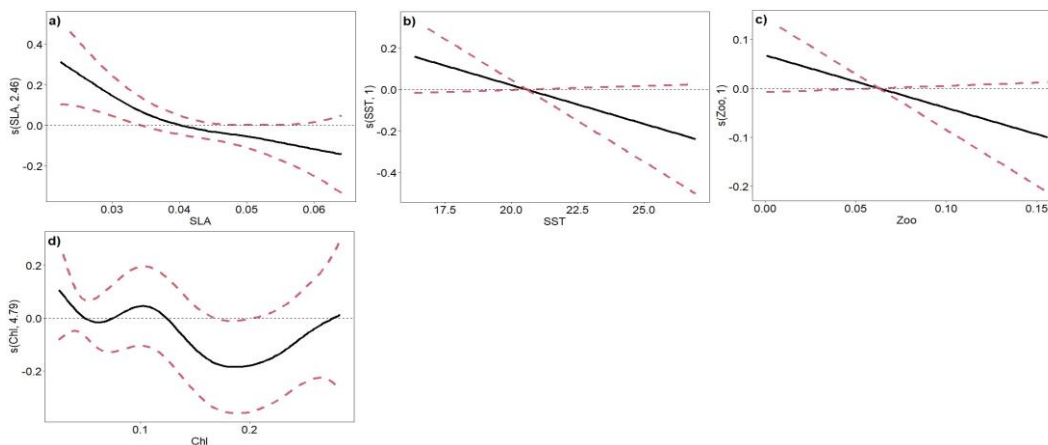 a)
0.4
0.2
0.0
-0.2
s(SLA, 2.46)
0.03 0.04 0.05 0.06
SLA
b)
0.2
0.0
-0.2
-0.4
s(SST, 1)
17.5 20.0 22.5 25.0
SST
c)
0.1
0.0
-0.1
-0.2
s(Zoo, 1)
0.00 0.05 0.10 0.15
Zoo
d)
0.2
0.0
-0.2
s(Chl, 4.79)
0.1 0.2
Chl